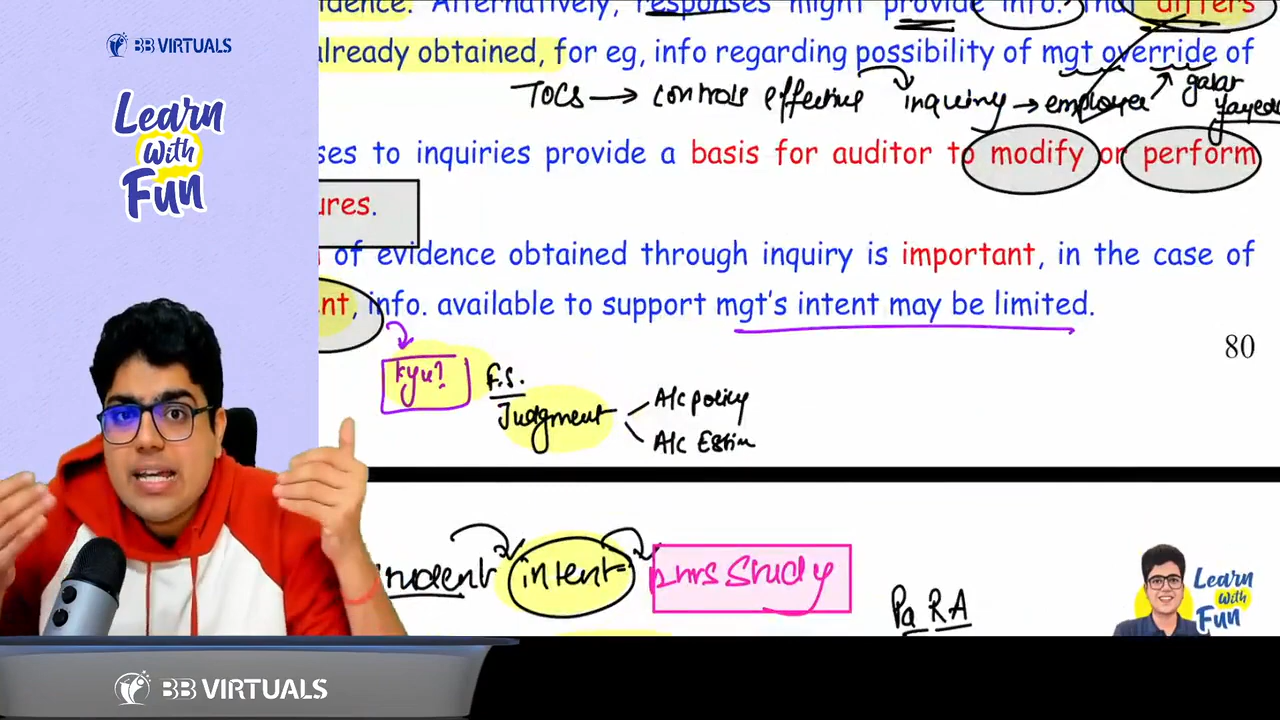 BB VIRTUALS
Learn
With
Fun
dence. Alternatively, responses might provide info. that differs
already obtained, for eg, info regarding possibility of mgt override of
TOCs → controls effective inquiry → employee galat
ses to inquiries provide a basis for auditor to modify or perform
ures.
of evidence obtained through inquiry is important, in the case of
nt, info. available to support mgt's intent may be limited.
80
kyu? F.S.
Judgment
A/c policy
A/c Estim
intent Study
Pa R A
Learn
With
Fun
BB VIRTUALS